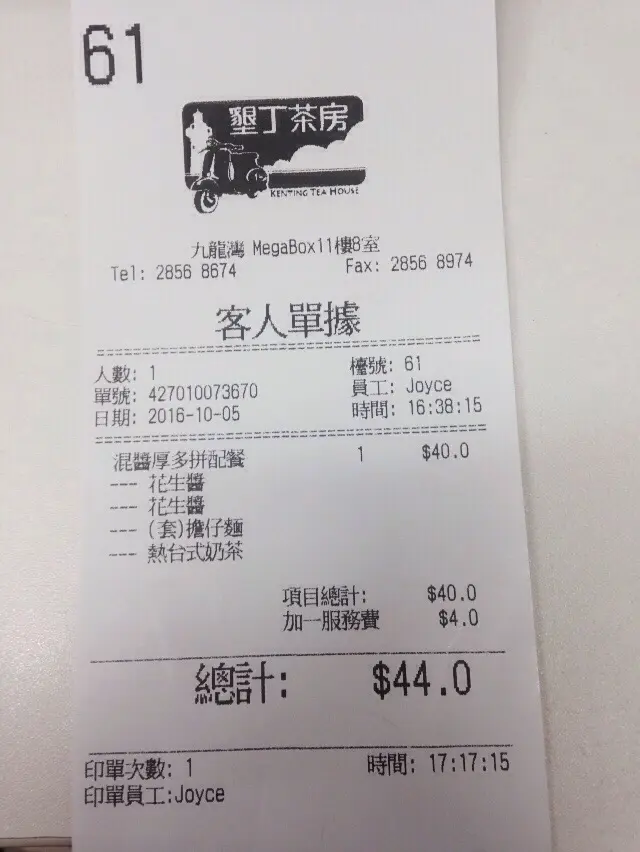 61
墾丁茶房
KENTING TEA HOUSE
九龍灣 MegaBox11樓8室
Tel: 2856 8674 Fax: 2856 8974
客人單據
人數: 1 檯號: 61
單號: 427010073670 員工: Joyce
日期: 2016-10-05 時間: 16:38:15
混醬厚多拼配餐 1 $40.0
--- 花生醬
--- 花生醬
--- (套)擔仔麵
--- 熱台式奶茶
項目總計: $40.0
加一服務費 $4.0
總計: $44.0
印單次數: 1 時間: 17:17:15
印單員工:Joyce